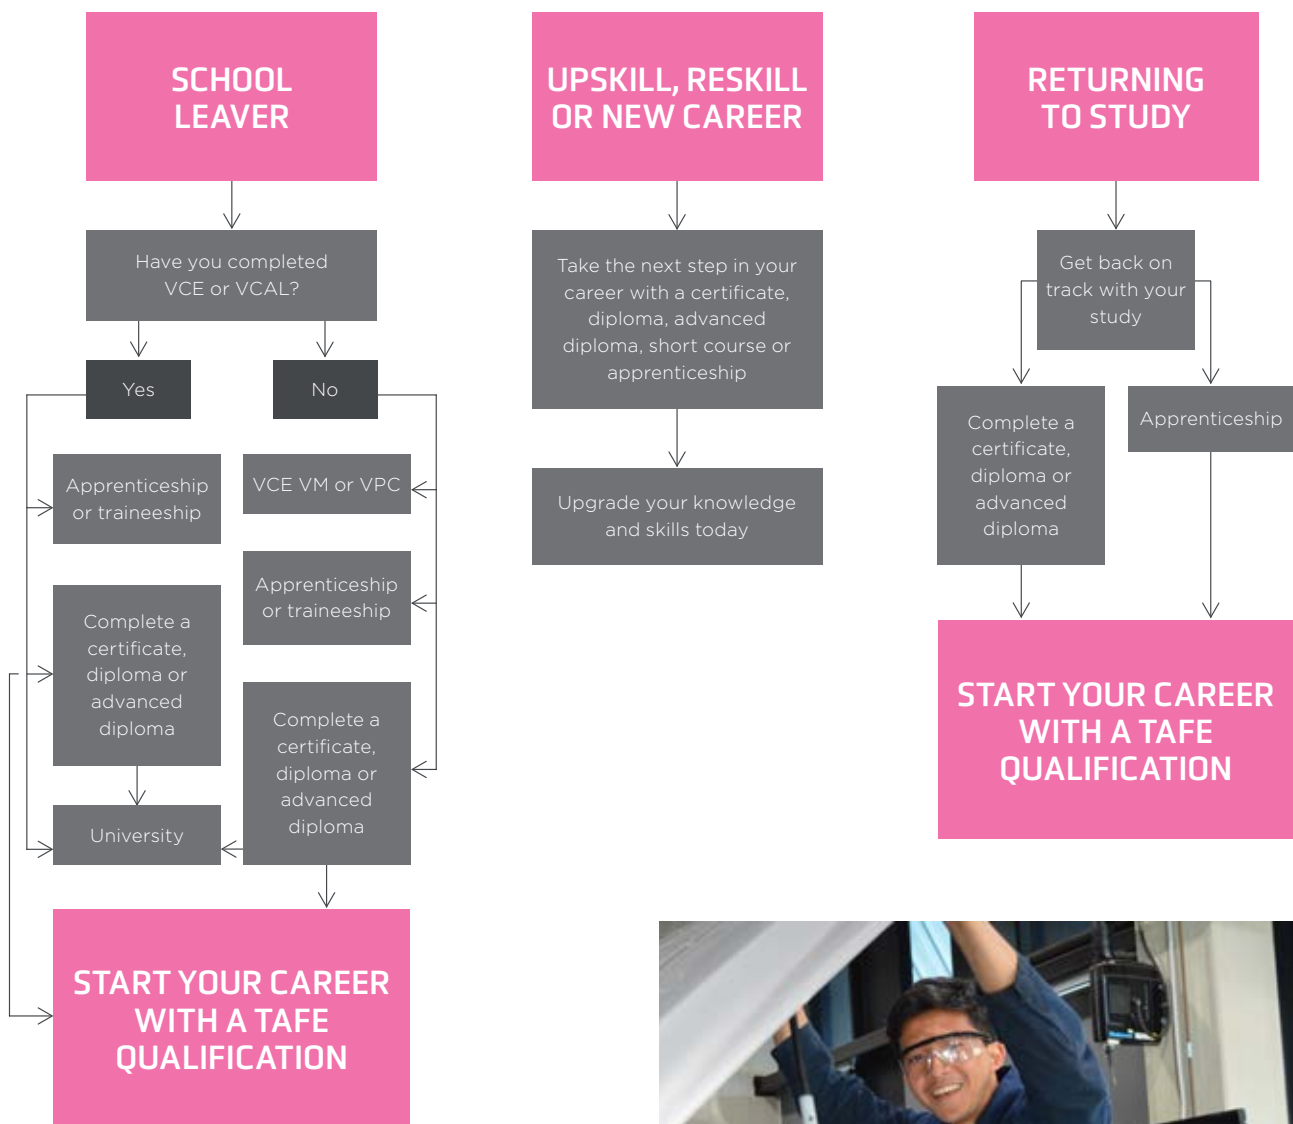 SCHOOL
LEAVER
Have you completed
VCE or VCAL?
Yes
No
Apprenticeship
or traineeship
Complete a
certificate,
diploma or
advanced
diploma
University
VCE VM or VPC
Apprenticeship
or traineeship
Complete a
certificate,
diploma or
advanced
diploma
START YOUR CAREER
WITH A TAFE
QUALIFICATION
UPSKILL, RESKILL
OR NEW CAREER
Take the next step in your
career with a certificate,
diploma, advanced
diploma, short course or
apprenticeship
Upgrade your knowledge
and skills today
RETURNING
TO STUDY
Get back on
track with your
study
Complete a
certificate,
diploma or
advanced
diploma
Apprenticeship
START YOUR CAREER
WITH A TAFE
QUALIFICATION